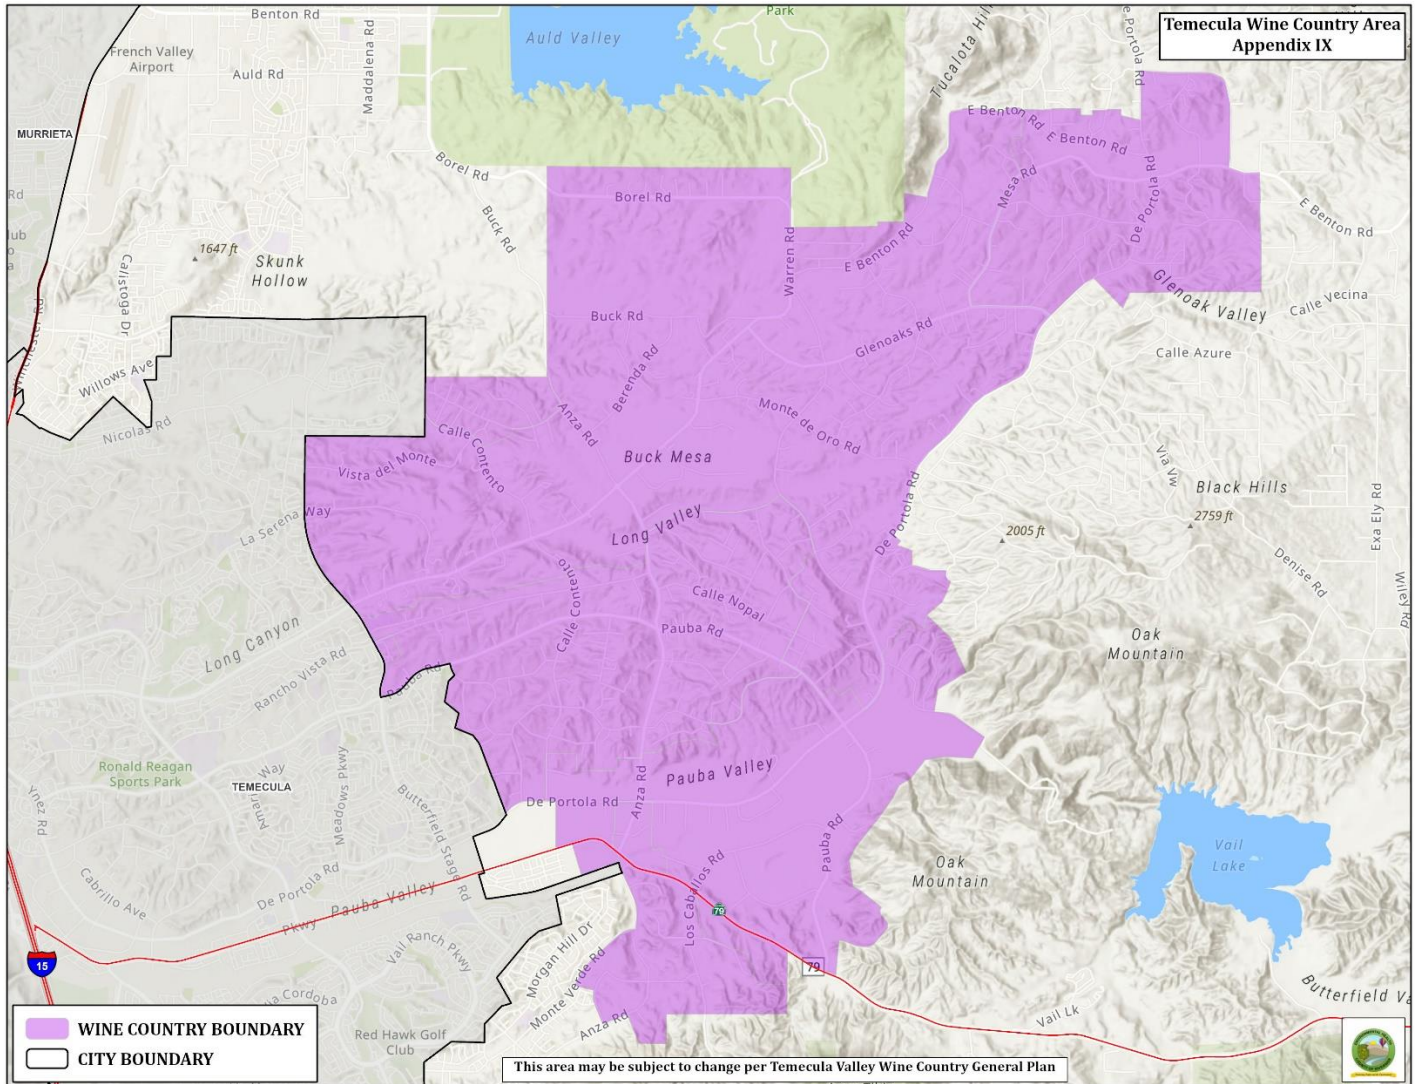 Temecula Wine Country Area
Appendix IX
Benton Rd
Maddalena Rd
French Valley
Airport
Auld Rd
Auld Valley
Park
Tucalota Hil
e Portola Rd
MURRIETA
Rd
Borel Rd
Borel Rd
Buck Rd
E Benton Rd
E Benton Rd
Mesa Rd
De Portola Rd
E Benton Rd
1647 ft
Skunk
Hollow
Calistoga Dr
Warren Rd
E Benton Rd
Glenoak Valley
Calle Vecina
Winchester Rd
Buck Rd
Glenoaks Rd
Calle Azure
Willows Ave
Berenda Rd
Nicolas Rd
Anza Rd
Monte de Oro Rd
Calle Contento
Vista del Monte
Buck Mesa
Via Vw
Black Hills
2759 ft
2005 ft
Exa Ely Rd
La Serena Way
Long Valley
De Portola Rd
Denise Rd
Wiley Rd
Calle Contento
Calle Nopal
Pauba Rd
Long Canyon
Rancho Vista Rd
Pauba Rd
Oak
Mountain
Ronald Reagan
Sports Park
Way
TEMECULA
Meadows Pkwy
Pauba Valley
Ynez Rd
Butterfield Stage Rd
De Portola Rd
Anza Rd
Pauba Rd
Vail
Lake
Oak
Mountain
Cabrillo Ave
De Portola Rd
Pauba Valley
Pkwy
Los Caballos Rd
79
79
15
Vail Ranch Pkwy
Morgan Hill Dr
Monte Verde Rd
Anza Rd
Cordoba
Red Hawk Golf
Club
Vail Lk
Butterfield Va
WINE COUNTRY BOUNDARY
CITY BOUNDARY
This area may be subject to change per Temecula Valley Wine Country General Plan